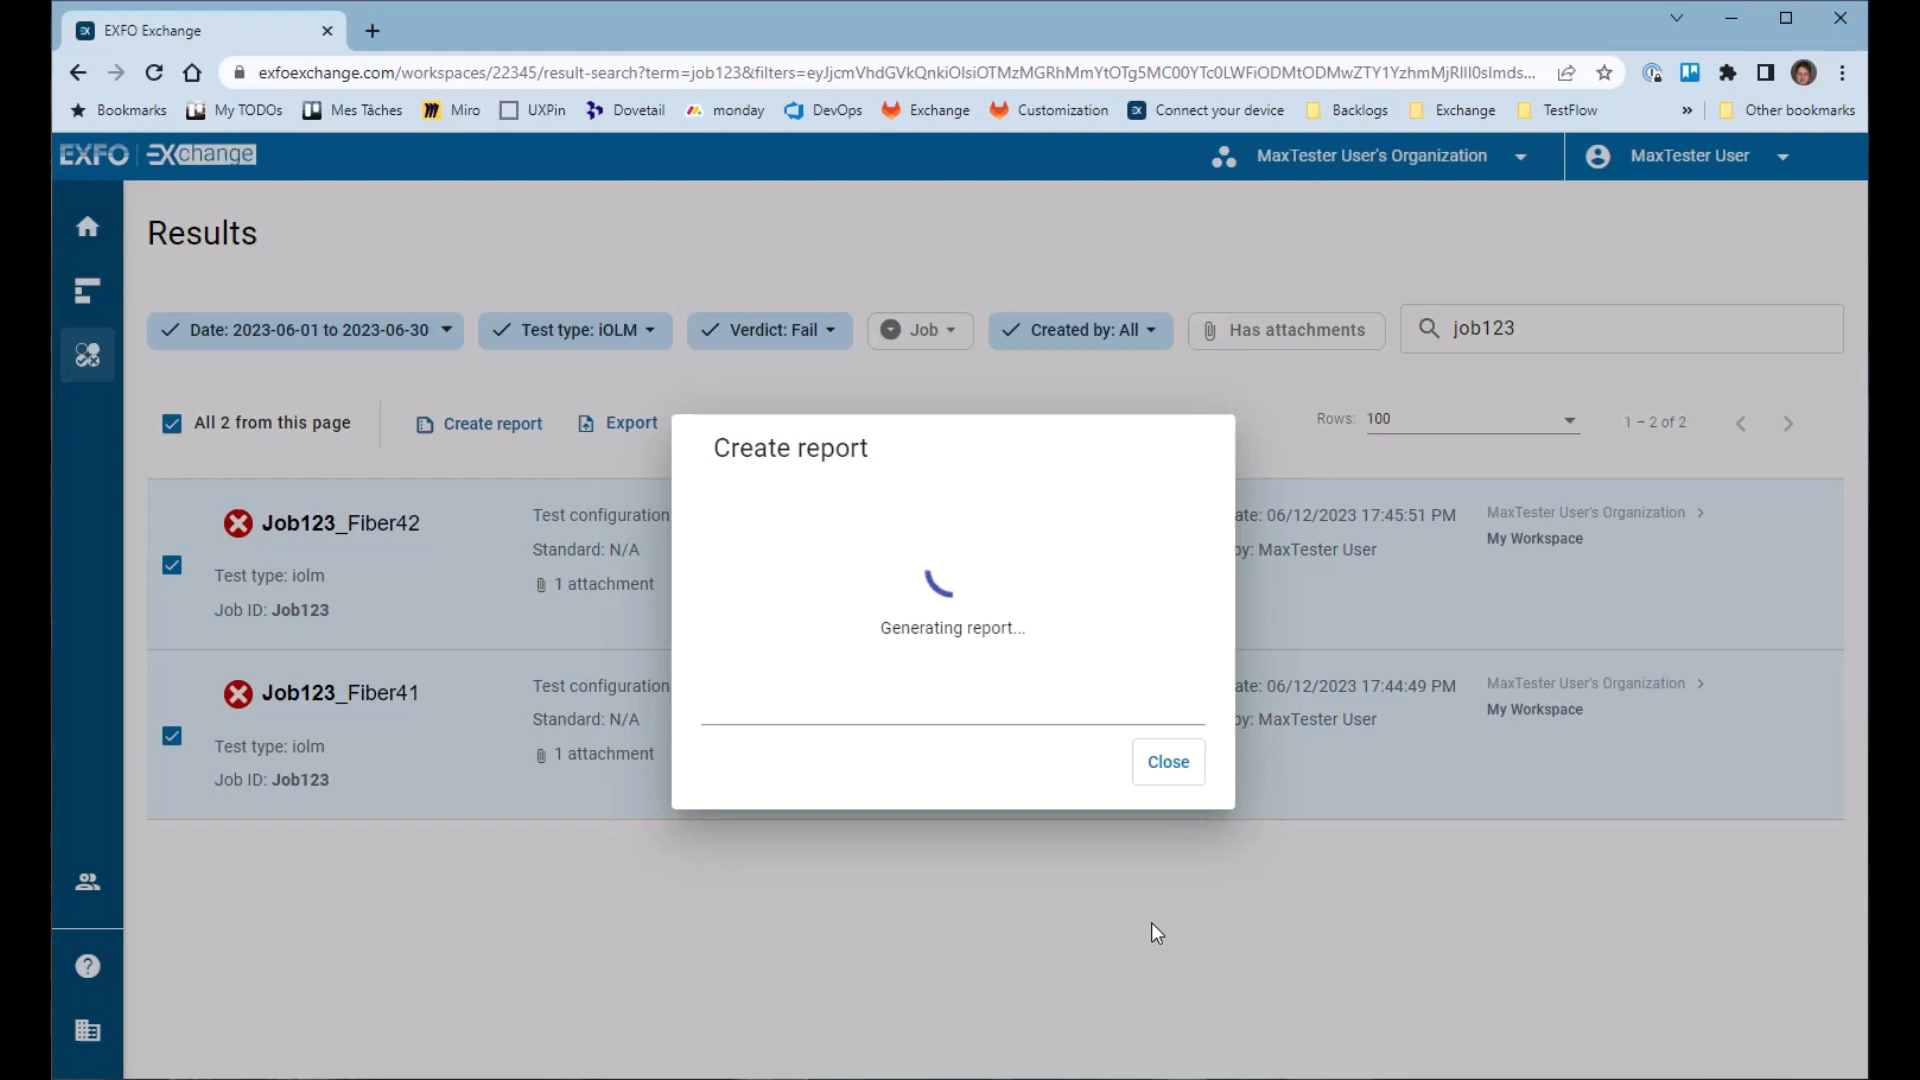 EXFO Exchange
exfoexchange.com/workspaces/22345/result-search?term=job123&filters=eyJjcmVhdGVkQnkiOlsiOTMzMGRhMmYtOTg5MC00YTc0LWFiODMtODMwZTY1YzhmMjRlIl0sImds...
Bookmarks My TODOs Mes Tâches Miro UXPin Dovetail monday DevOps Exchange Customization Connect your device Backlogs Exchange TestFlow » Other bookmarks
EXFO EXchange MaxTester User's Organization MaxTester User
Results
Date: 2023-06-01 to 2023-06-30 Test type: iOLM Verdict: Fail Job Created by: All Has attachments job123
All 2 from this page Create report Export Rows: 100 1 – 2 of 2
Create report
Generating report...
Close
Job123_Fiber42
Test type: iolm
Job ID: Job123
Test configuration
Standard: N/A
1 attachment
ate: 06/12/2023 17:45:51 PM
by: MaxTester User
MaxTester User's Organization
My Workspace
Job123_Fiber41
Test type: iolm
Job ID: Job123
Test configuration
Standard: N/A
1 attachment
ate: 06/12/2023 17:44:49 PM
by: MaxTester User
MaxTester User's Organization
My Workspace